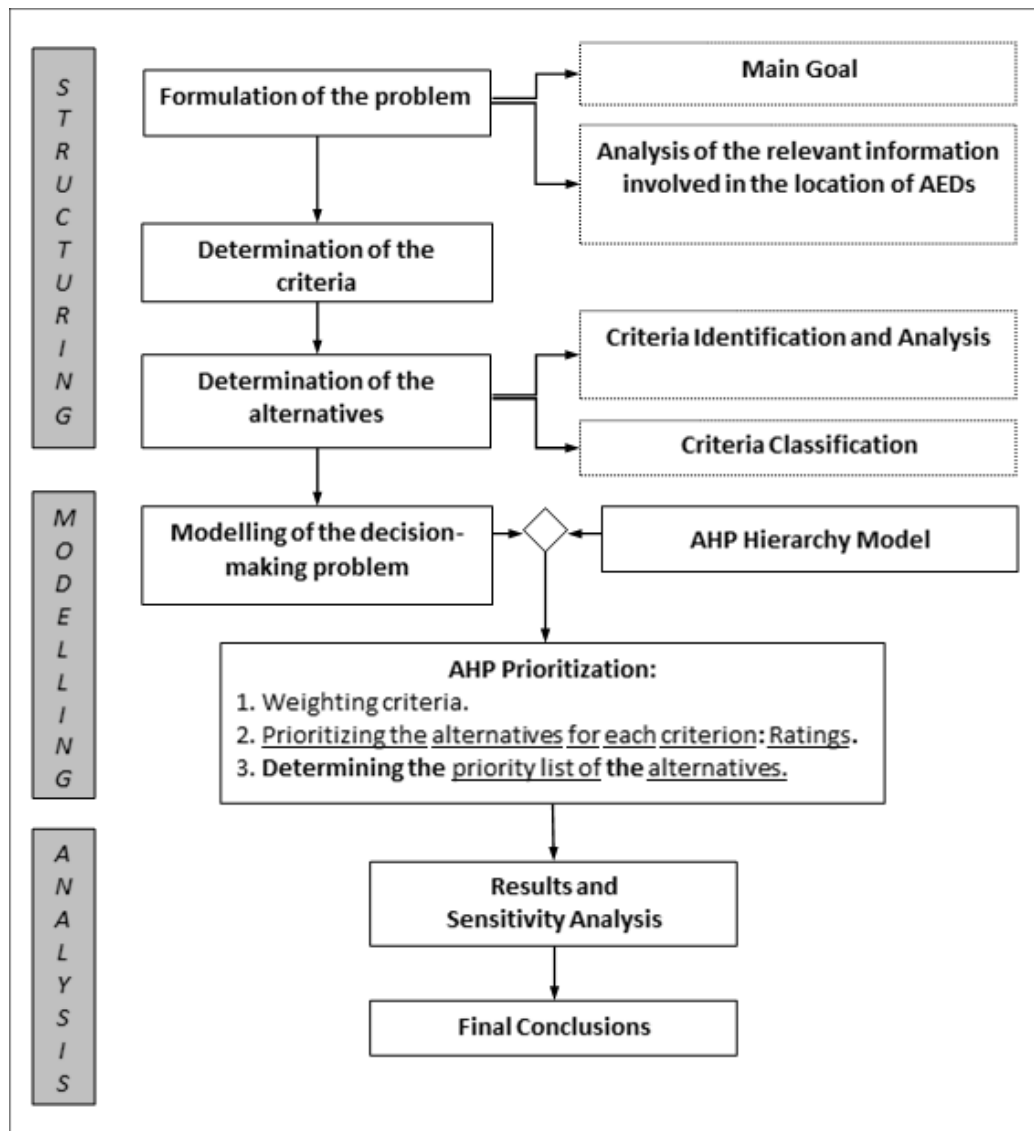 STRUCTURING
Formulation of the problem
Main Goal
Analysis of the relevant information
involved in the location of AEDs
Determination of the
criteria
Determination of the
alternatives
Criteria Identification and Analysis
Criteria Classification
MODELLING
Modelling of the decision-
making problem
AHP Hierarchy Model
AHP Prioritization:
1. Weighting criteria.
2. Prioritizing the alternatives for each criterion: Ratings.
3. Determining the priority list of the alternatives.
ANALYSIS
Results and
Sensitivity Analysis
Final Conclusions